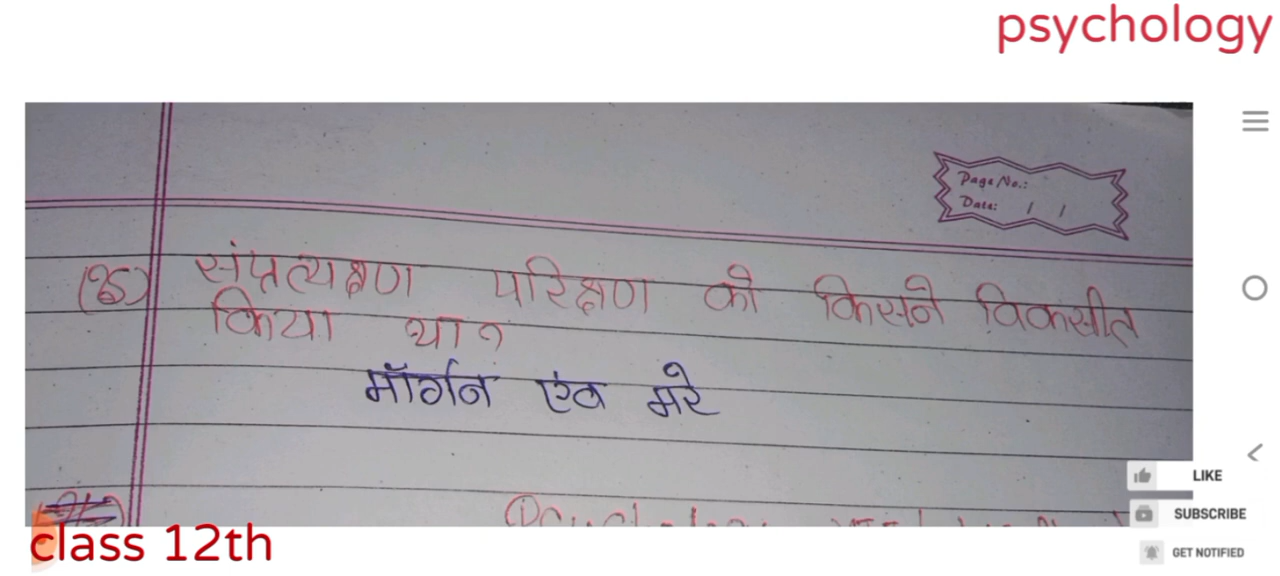 psychology
Page No.:
Date: / /
संप्रत्यक्षण परिक्षण को किसने विकसीत
किया था?
मॉर्गन एंव मरे
LIKE
SUBSCRIBE
class 12th
GET NOTIFIED